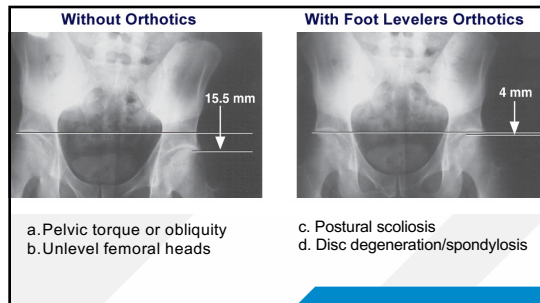 Without Orthotics
With Foot Levelers Orthotics
15.5 mm
4 mm
a.Pelvic torque or obliquity
b.Unlevel femoral heads
c. Postural scoliosis
d. Disc degeneration/spondylosis